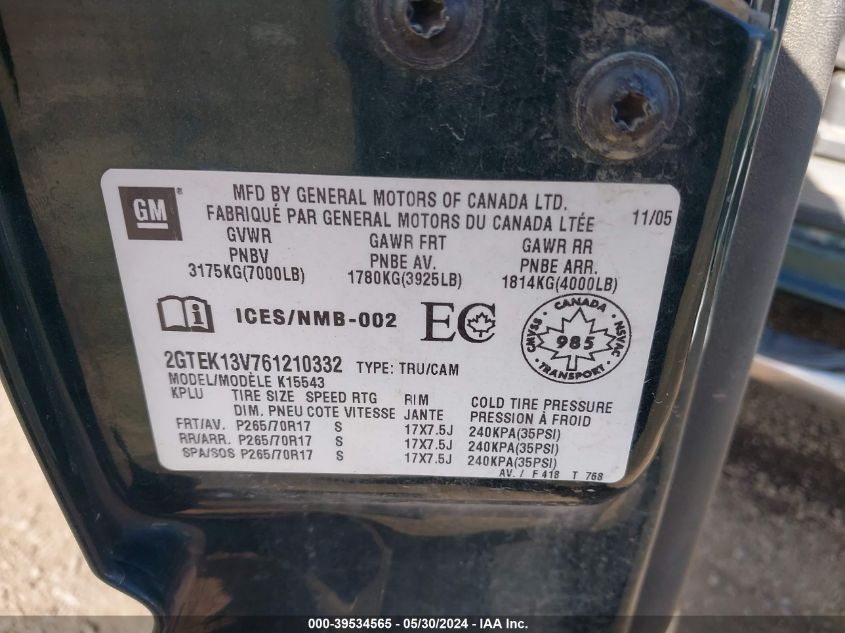 GM
MFD BY GENERAL MOTORS OF CANADA LTD.
FABRIQUÉ PAR GENERAL MOTORS DU CANADA LTÉE 11/05
GVWR GAWR FRT GAWR RR
PNBV PNBE AV. PNBE ARR.
3175KG(7000LB) 1780KG(3925LB) 1814KG(4000LB)
ICES/NMB-002 EC
CANADA
CMVSS 985 NSVAC
TRANSPORT
2GTEK13V761210332 TYPE: TRU/CAM
MODEL/MODÈLE K15543
KPLU TIRE SIZE SPEED RTG RIM COLD TIRE PRESSURE
DIM. PNEU COTE VITESSE JANTE PRESSION À FROID
FRT/AV. P265/70R17 S 17X7.5J 240KPA(35PSI)
RR/ARR. P265/70R17 S 17X7.5J 240KPA(35PSI)
SPA/SOS P265/70R17 S 17X7.5J 240KPA(35PSI)
AV. / F 418 T 768
000-39534565 - 05/30/2024 - IAA Inc.